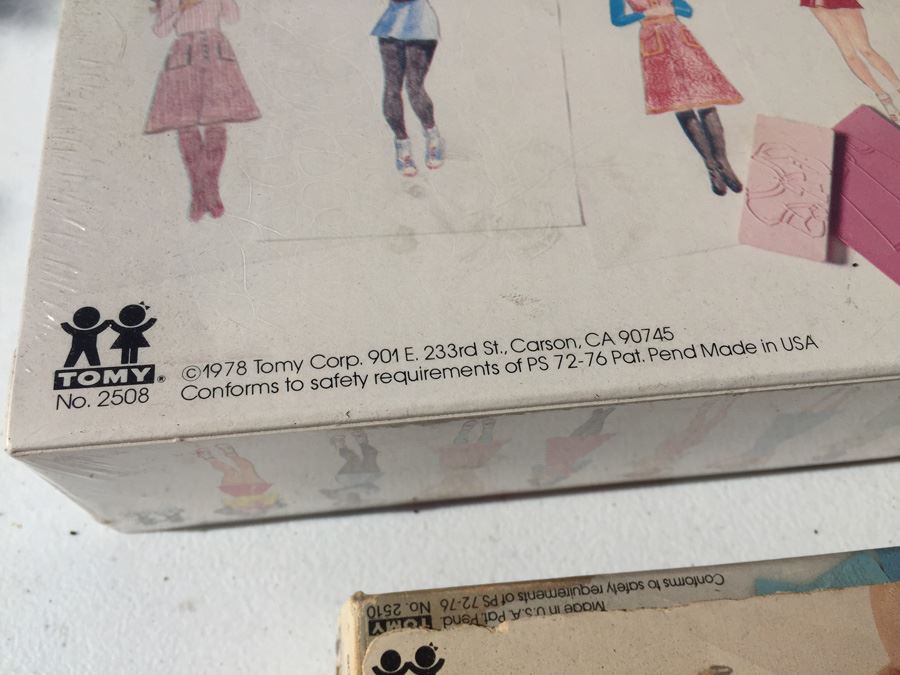 TOMY®
No. 2508
©1978 Tomy Corp. 901 E. 233rd St., Carson, CA 90745
Conforms to safety requirements of PS 72-76 Pat. Pend Made in USA
Conforms to safety requirements of PS 72-76 No. 2510
Made in U.S.A. Pat Pend. TOMY